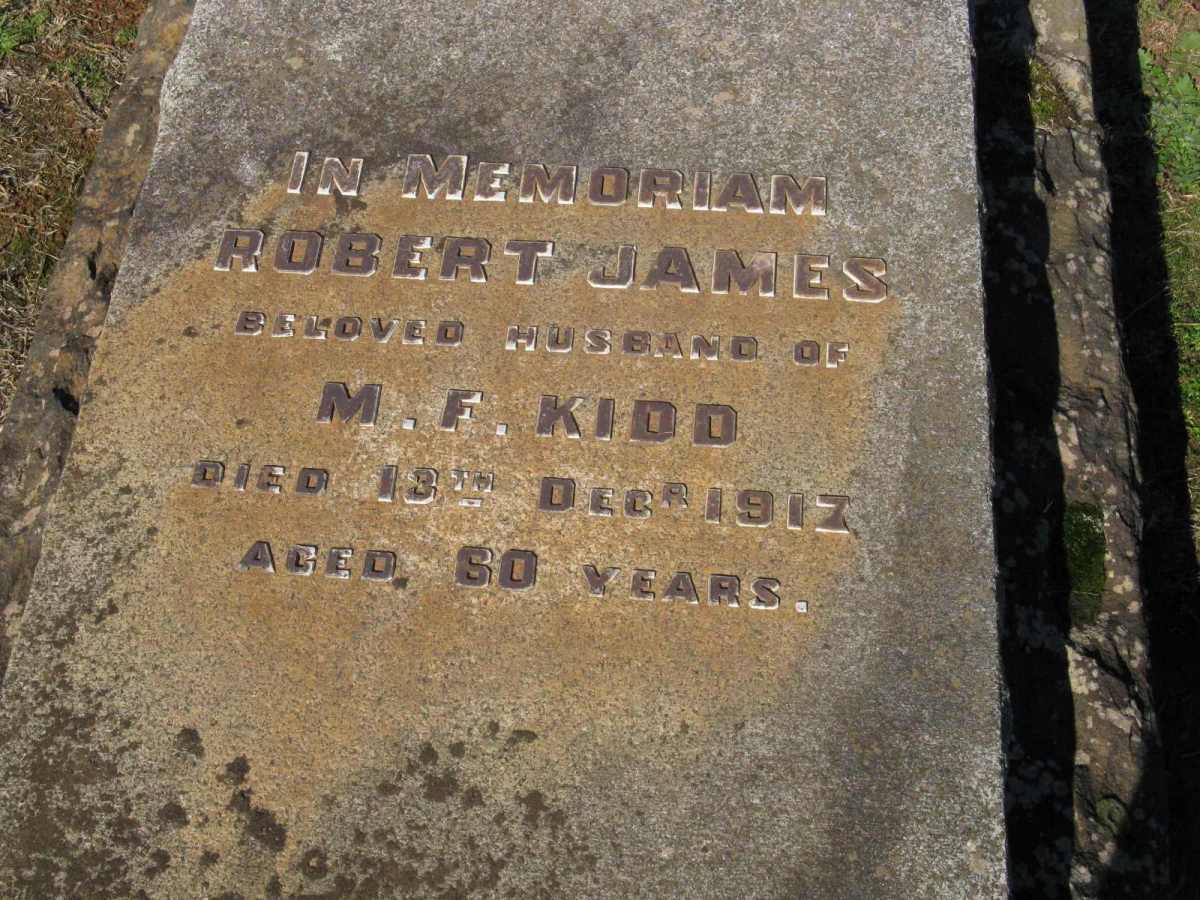 IN MEMORIAM
ROBERT JAMES
BELOVED HUSBAND OF
M.F. KIDD
DIED 13TH DECR 1917
AGED 60 YEARS.